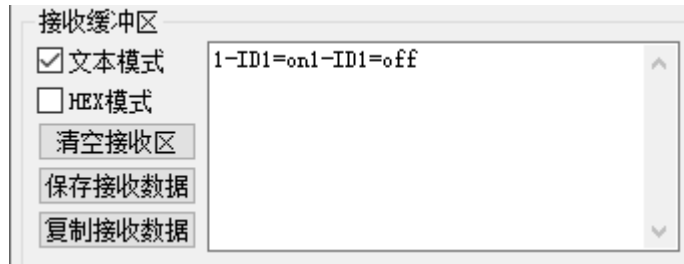 接收缓冲区
文本模式
HEX模式
清空接收区
保存接收数据
复制接收数据
1-ID1=on1-ID1=off